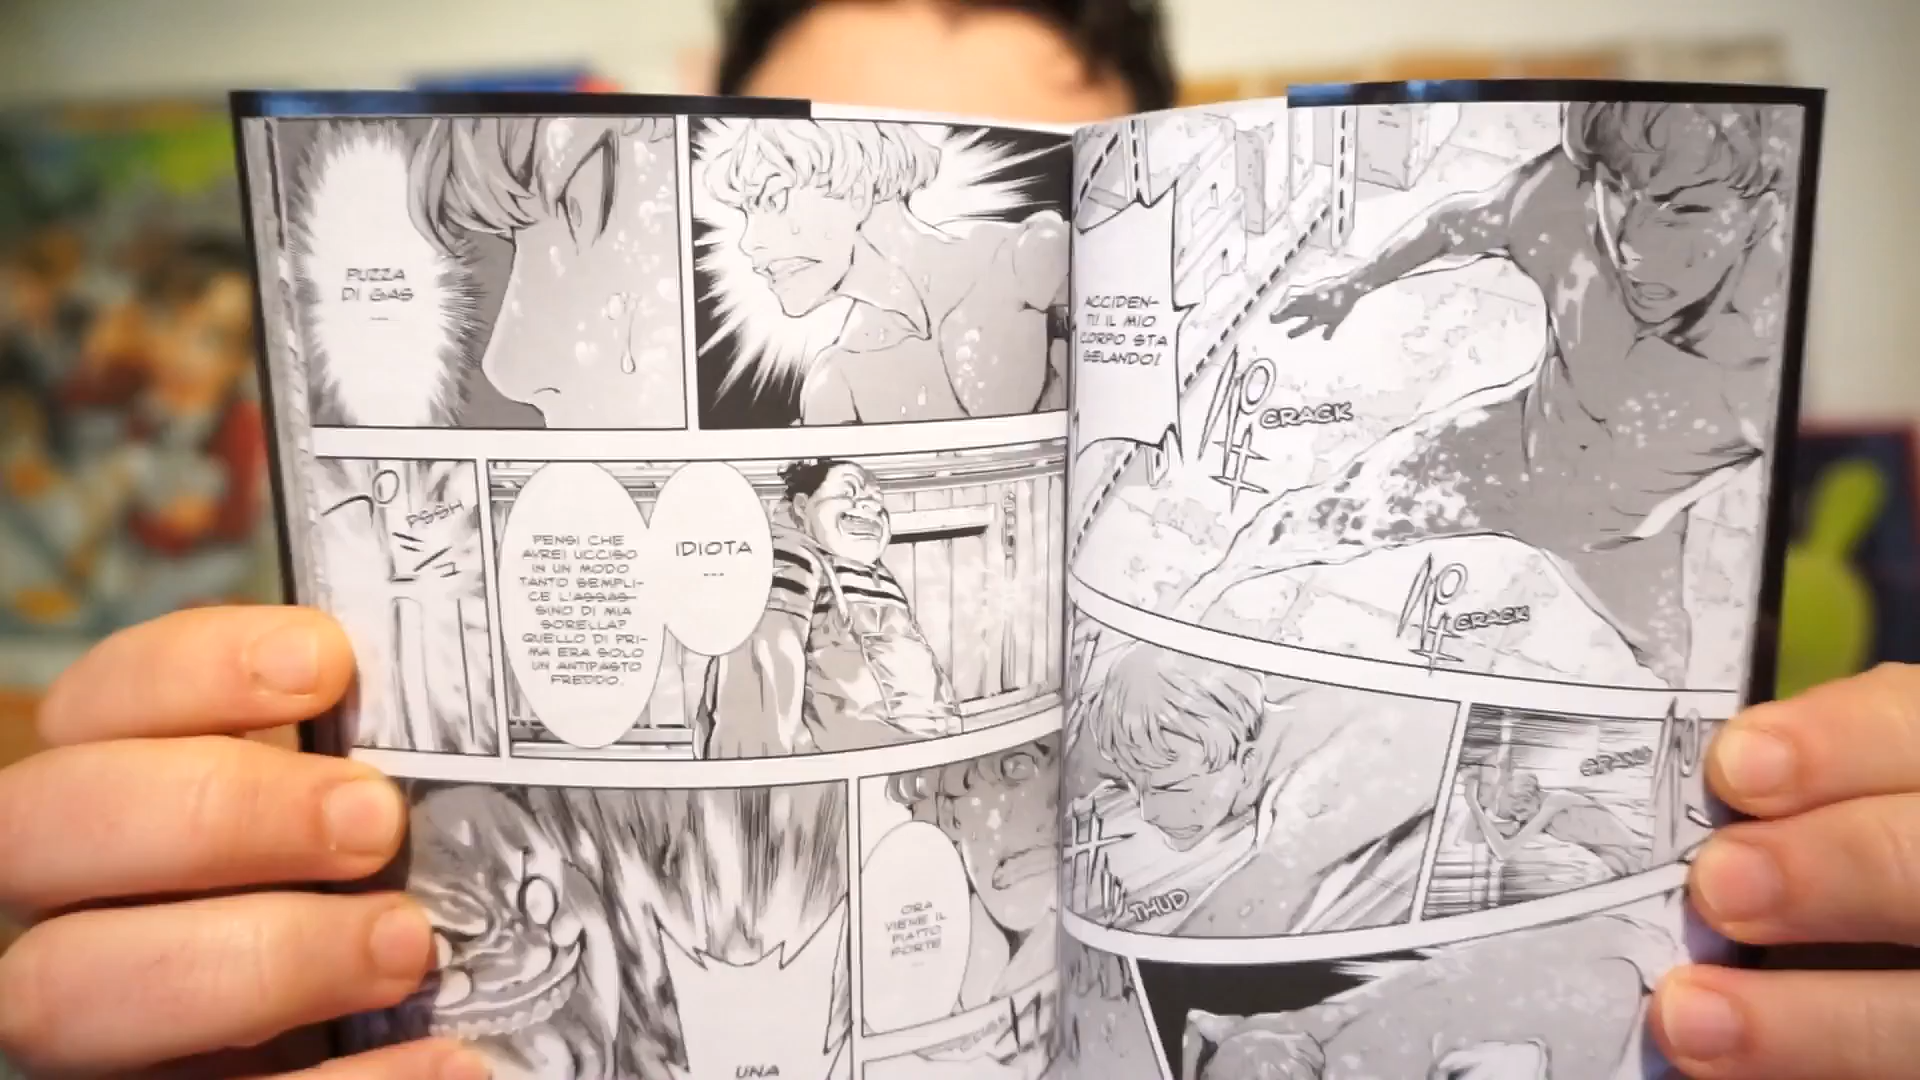 PUZZA
DI GAS
...
PSSH
IDIOTA
...
PENSI CHE
AVREI UCCISO
IN UN MODO
TANTO SEMPLI-
CE L'ASSAS-
SINO DI MIA
SORELLA?
QUELLO DI PRI-
MA ERA SOLO
UN ANTIPASTO
FREDDO.
ORA
VIENE IL
PIATTO
FORTE
...
UNA
ACCIDEN-
TI! IL MIO
CORPO STA
GELANDO!
CRACK
CRACK
THUD